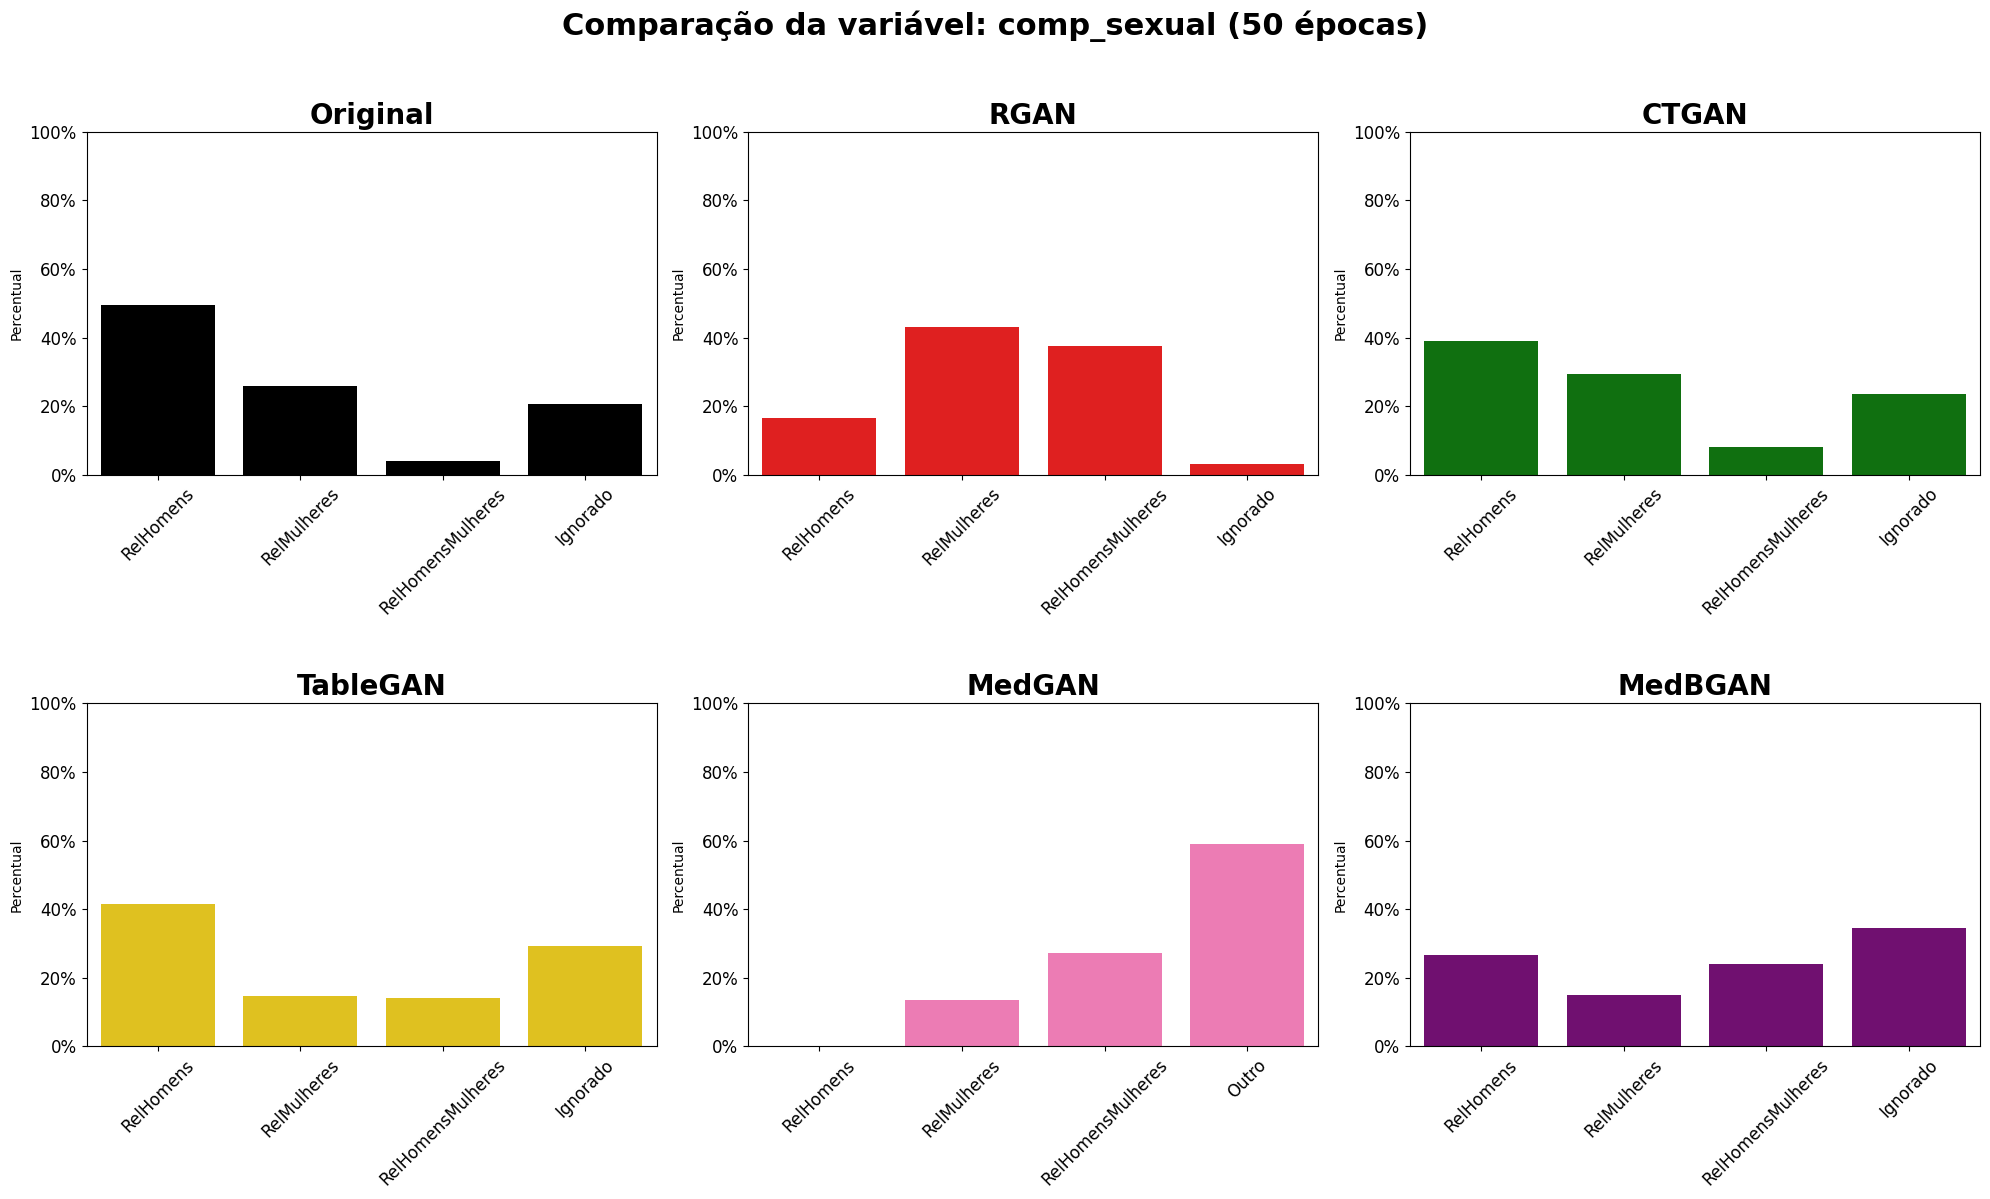 Comparação da variável: comp_sexual (50 épocas)
Original
100%
80%
60%
40%
20%
0%
Percentual
RelHomens
RelMulheres
RelHomensMulheres
Ignorado
RGAN
100%
80%
60%
40%
20%
0%
Percentual
RelHomens
RelMulheres
RelHomensMulheres
Ignorado
CTGAN
100%
80%
60%
40%
20%
0%
Percentual
RelHomens
RelMulheres
RelHomensMulheres
Ignorado
TableGAN
100%
80%
60%
40%
20%
0%
Percentual
RelHomens
RelMulheres
RelHomensMulheres
Ignorado
MedGAN
100%
80%
60%
40%
20%
0%
Percentual
RelHomens
RelMulheres
RelHomensMulheres
Outro
MedBGAN
100%
80%
60%
40%
20%
0%
Percentual
RelHomens
RelMulheres
RelHomensMulheres
Ignorado